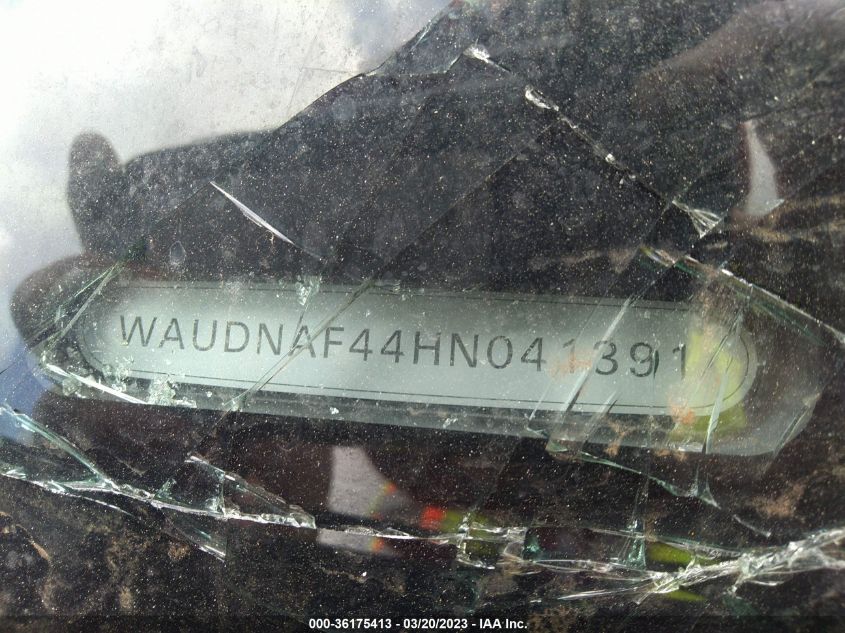 WAUDNAF44HN041391
000-36175413 - 03/20/2023 - IAA Inc.